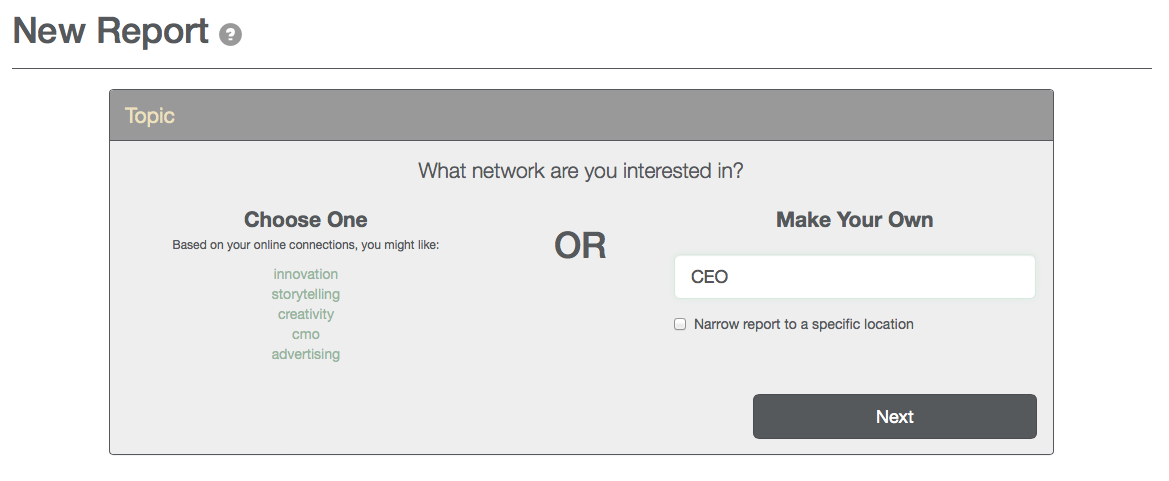 New Report ?
Topic
What network are you interested in?
Choose One
Based on your online connections, you might like:
innovation
storytelling
creativity
cmo
advertising
OR
Make Your Own
CEO
Narrow report to a specific location
Next